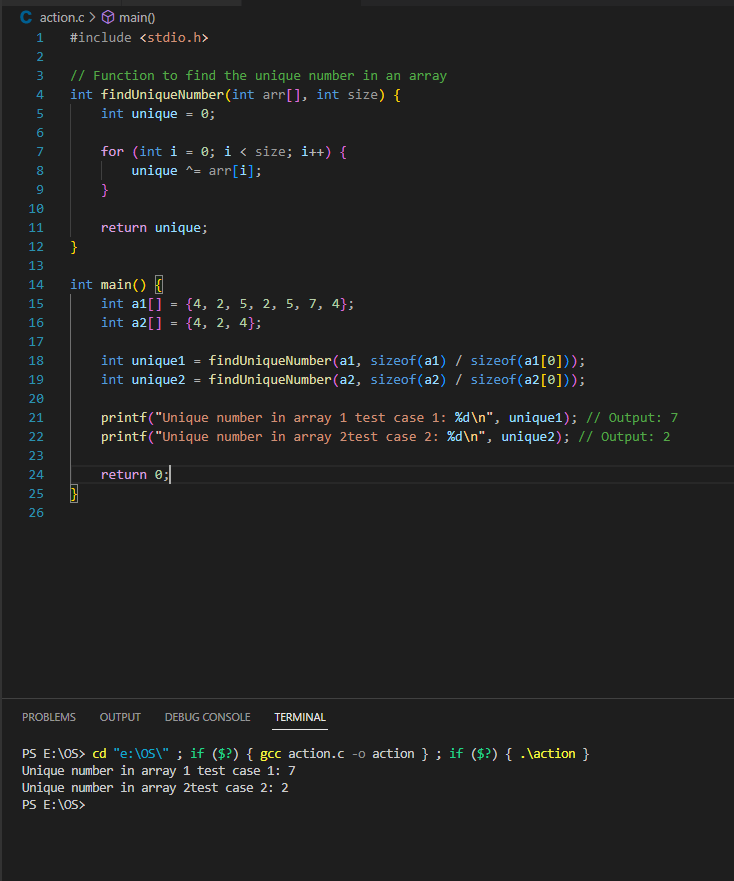 C action.c > main()
1 #include <stdio.h>
2
3 // Function to find the unique number in an array
4 int findUniqueNumber(int arr[], int size) {
5     int unique = 0;
6
7     for (int i = 0; i < size; i++) {
8         unique ^= arr[i];
9     }
10
11     return unique;
12 }
13
14 int main() {
15     int a1[] = {4, 2, 5, 2, 5, 7, 4};
16     int a2[] = {4, 2, 4};
17
18     int unique1 = findUniqueNumber(a1, sizeof(a1) / sizeof(a1[0]));
19     int unique2 = findUniqueNumber(a2, sizeof(a2) / sizeof(a2[0]));
20
21     printf("Unique number in array 1 test case 1: %d\n", unique1); // Output: 7
22     printf("Unique number in array 2test case 2: %d\n", unique2); // Output: 2
23
24     return 0;
25 }
26
PROBLEMS OUTPUT DEBUG CONSOLE TERMINAL
PS E:\OS> cd "e:\OS\" ; if ($?) { gcc action.c -o action } ; if ($?) { .\action }
Unique number in array 1 test case 1: 7
Unique number in array 2test case 2: 2
PS E:\OS>